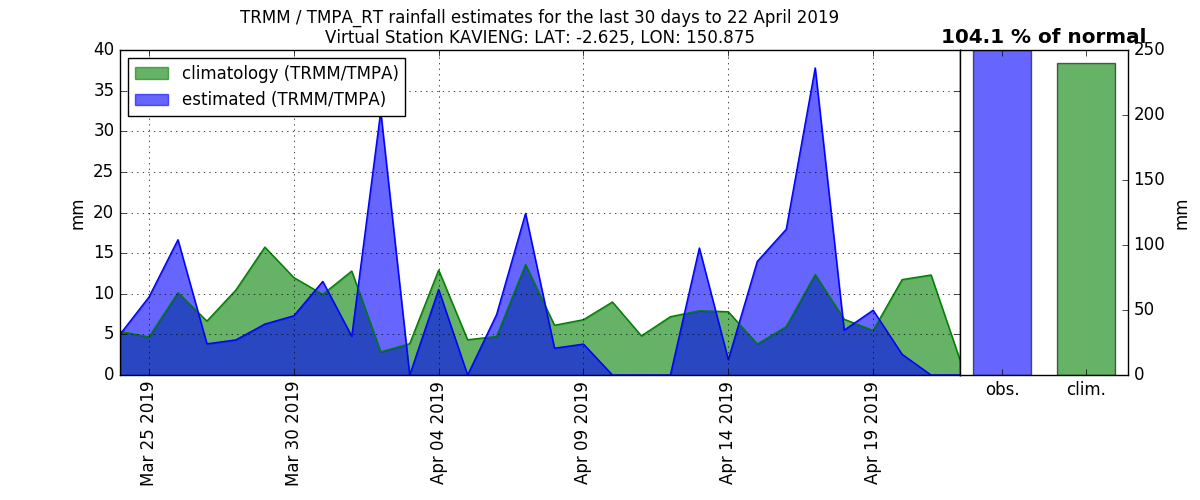 TRMM / TMPA_RT rainfall estimates for the last 30 days to 22 April 2019
Virtual Station KAVIENG: LAT: -2.625, LON: 150.875
104.1 % of normal
climatology (TRMM/TMPA)
estimated (TRMM/TMPA)
40
35
30
25
20
15
10
5
0
mm
250
200
150
100
50
0
mm
Mar 25 2019
Mar 30 2019
Apr 04 2019
Apr 09 2019
Apr 14 2019
Apr 19 2019
obs.
clim.